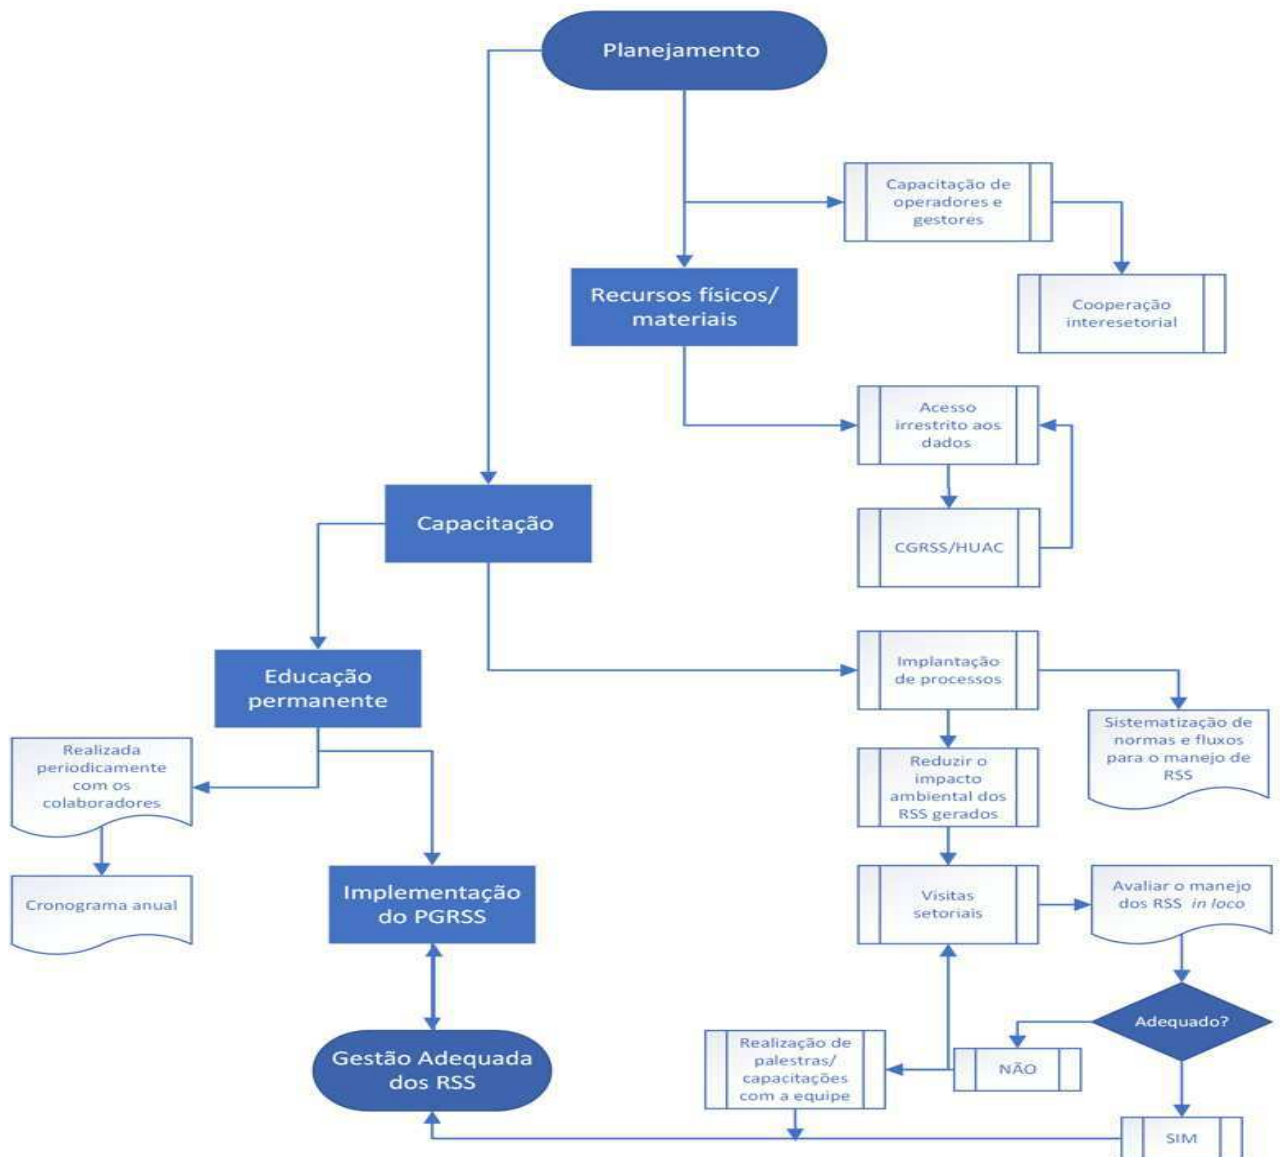 Planejamento
Capacitação de
operadores e
gestores
Recursos físicos/
materiais
Cooperação
interesetorial
Acesso
irrestrito aos
dados
Capacitação
CGRSS/HUAC
Educação
permanente
Implantação
de processos
Sistematização de
normas e fluxos
para o manejo de
RSS
Realizada
periodicamente
com os
colaboradores
Reduzir o
impacto
ambiental dos
RSS gerados
Cronograma anual
Implementação
do PGRSS
Visitas
setoriais
Avaliar o manejo
dos RSS in loco
Adequado?
Gestão Adequada
dos RSS
Realização de
palestras/
capacitações
com a equipe
NÃO
SIM